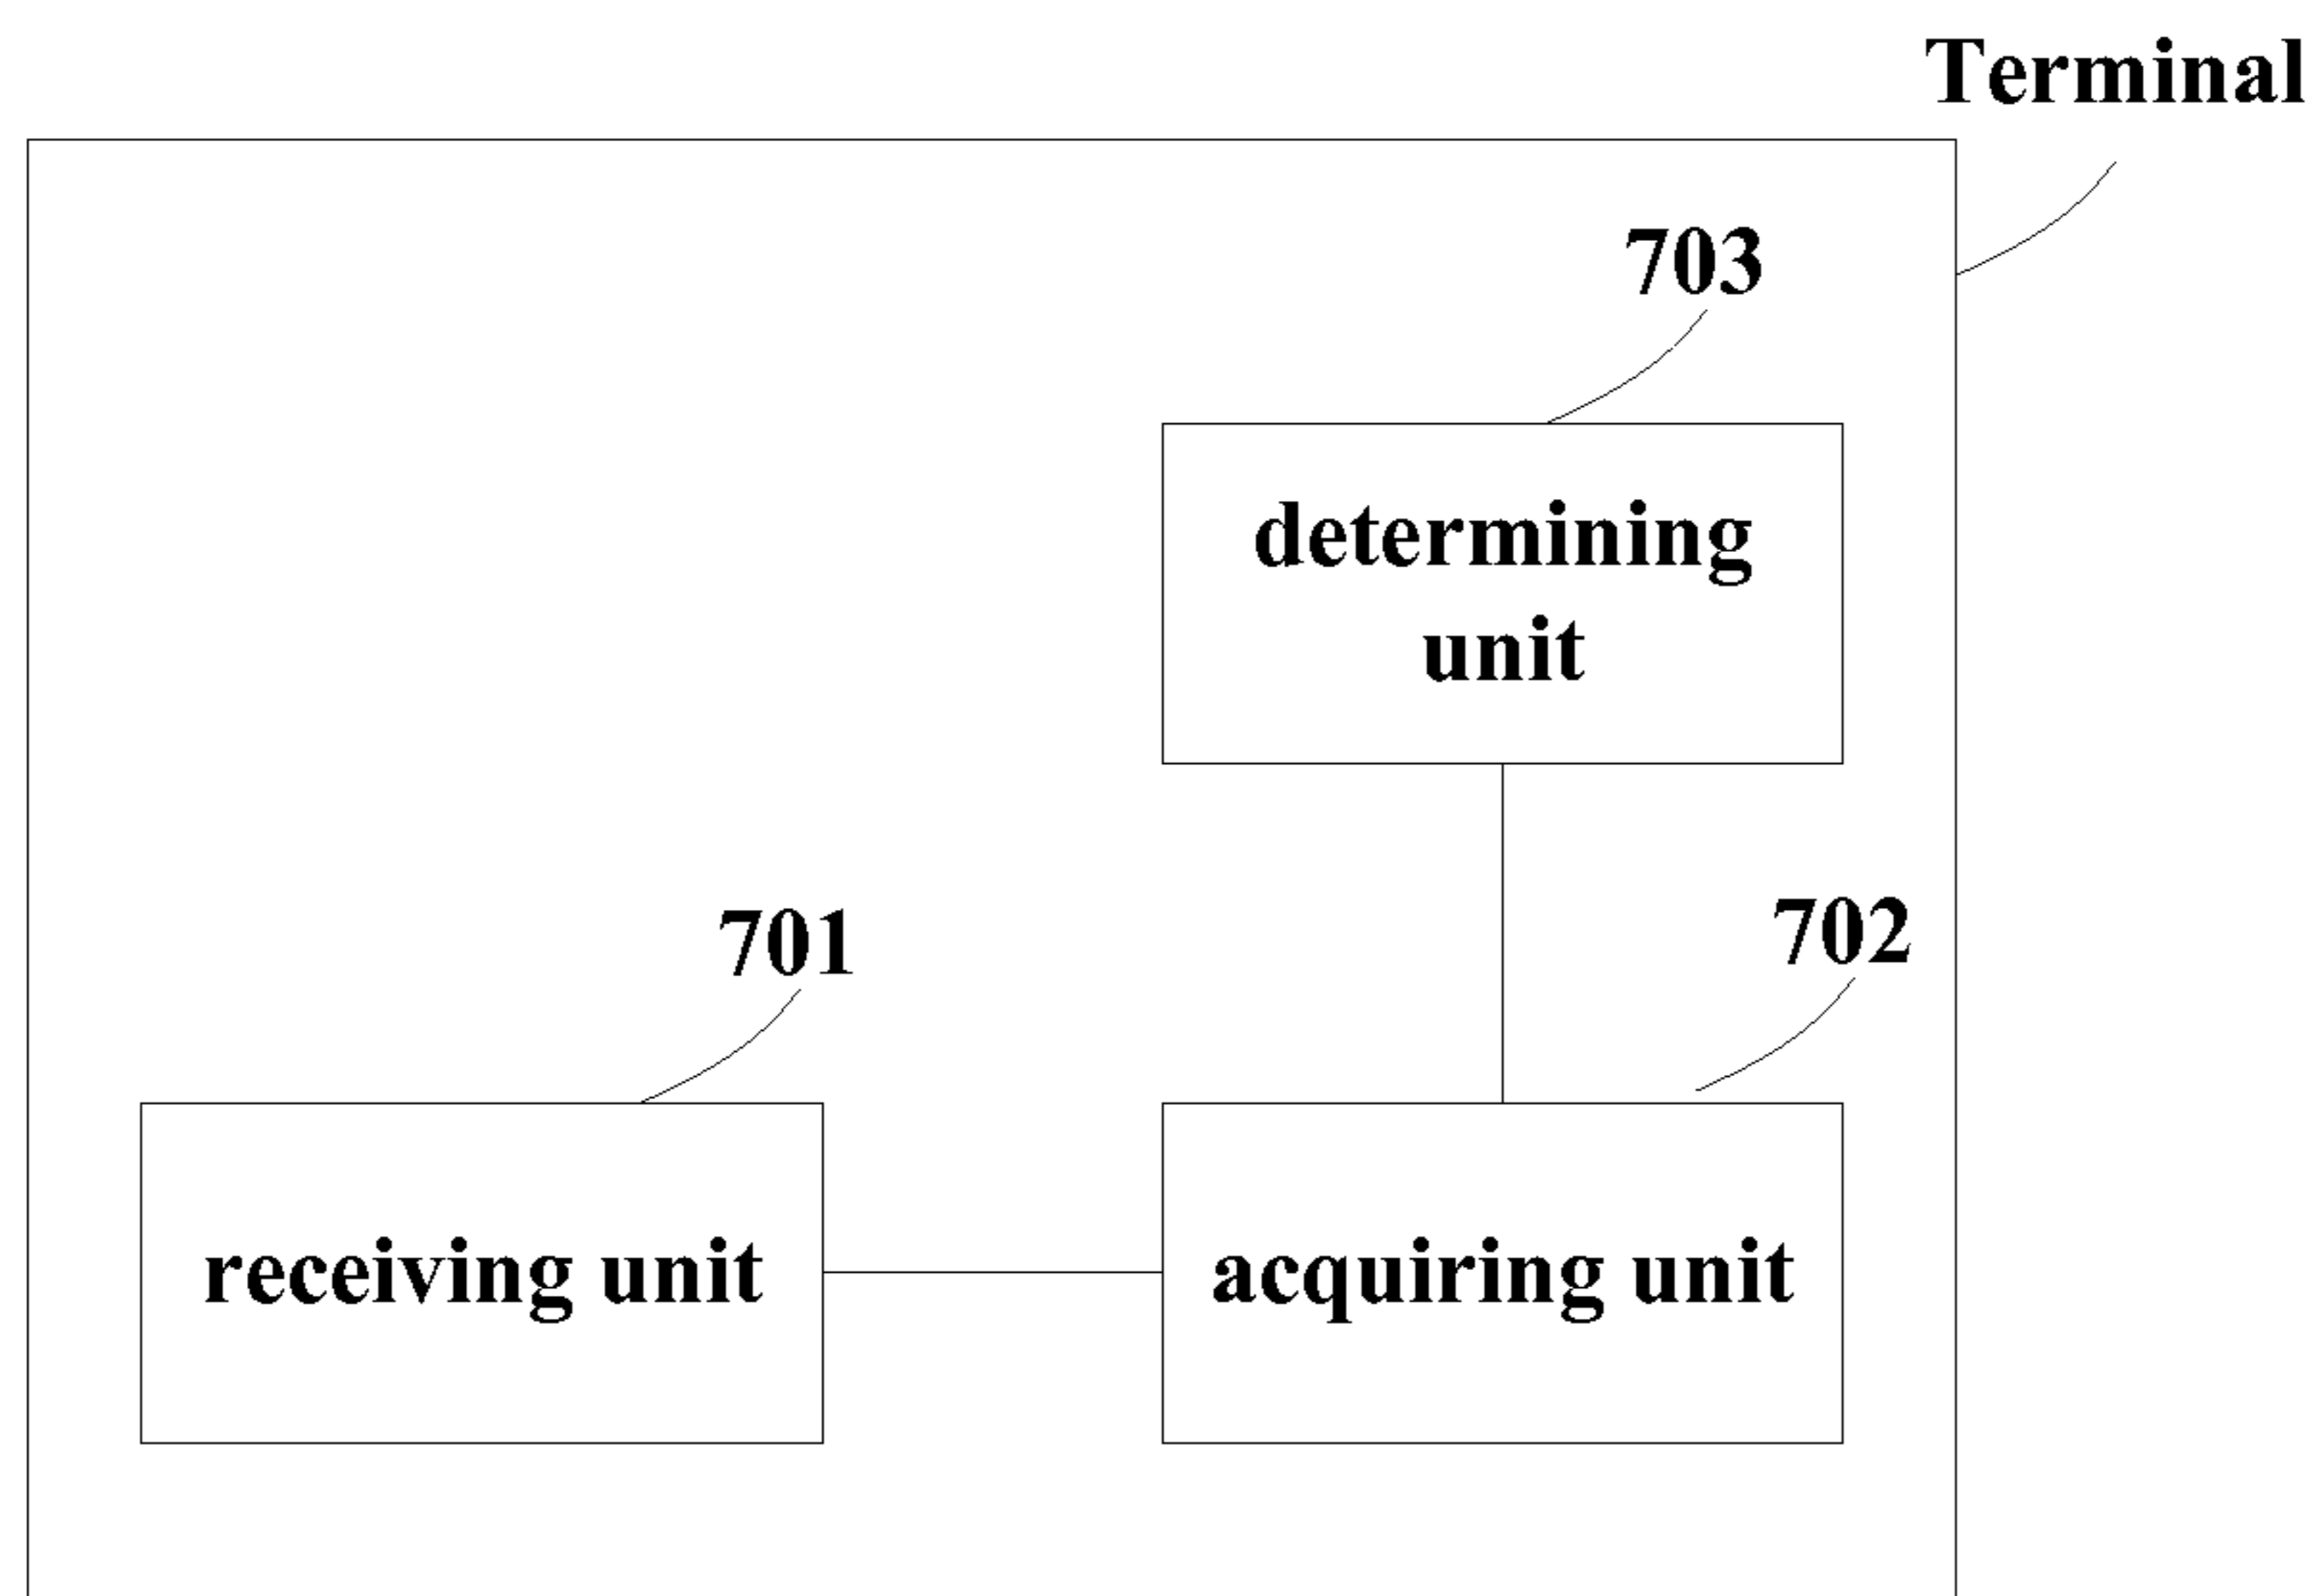 Terminal
703
determining
unit
701
702
receiving unit
acquiring unit